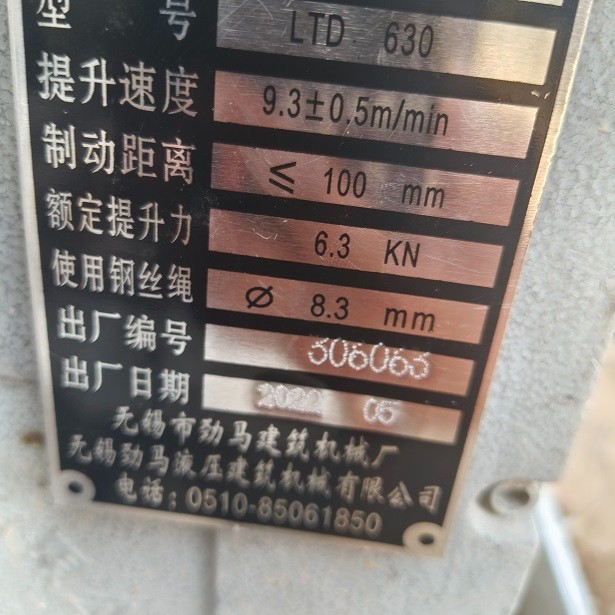 型 号 LTD 630
提升速度 9.3±0.5m/min
制动距离 ≤ 100 mm
额定提升力 6.3 KN
使用钢丝绳 Ø 8.3 mm
出厂编号 306063
出厂日期 2022 05
无锡市劲马建筑机械厂
无锡劲马液压建筑机械有限公司
电话:0510-85061850